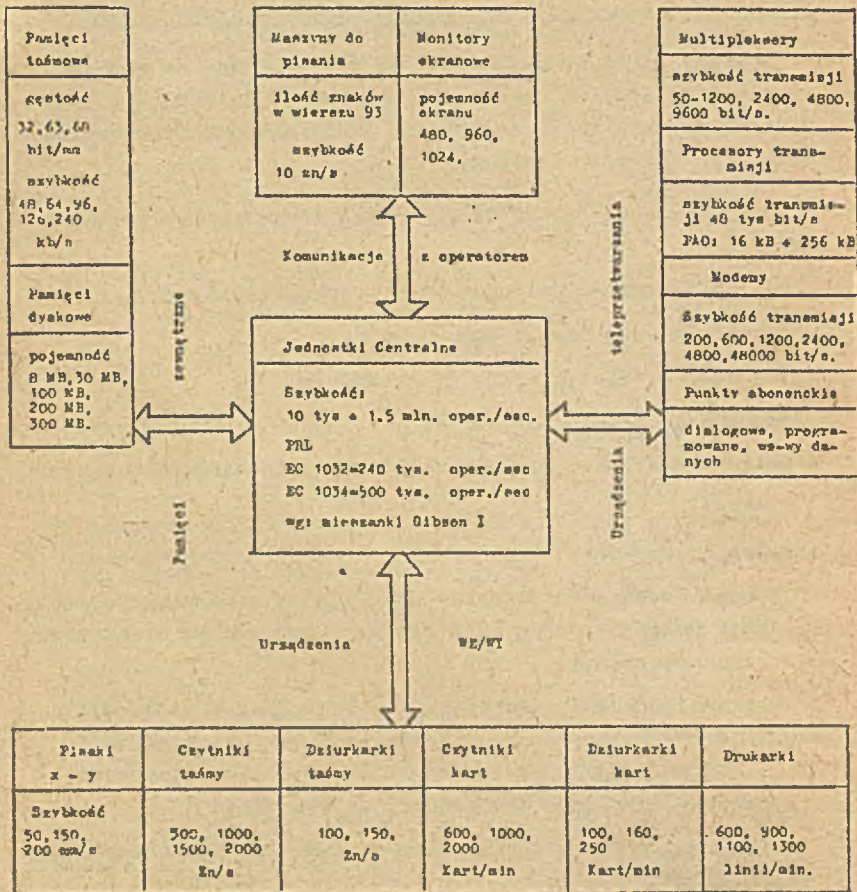 Pamięci
taśmowe
gęstość
32,63,68
bit/mm
szybkość
48,64,96,
126,240
kb/s
Pamięci
dyskowe
pojemność
8 MB, 30 MB,
100 MB,
200 MB,
300 MB.
Maszyny do
pisania
ilość znaków
w wierszu 93
szybkość
10 zn/s
Monitory
ekranowe
pojemność
ekranu
480, 960,
1024,
Multipleksery
szybkość transmisji
50-1200, 2400, 4800,
9600 bit/s.
Procesory trans-
misji
szybkość transmis-
ji 48 tys bit/s
PAO: 16 kB + 256 kB
Modemy
Szybkość transmisji
200,600,1200,2400,
4800,48000 bit/s.
Punkty abonenckie
dialogowe, progra-
mowane, we-wy da-
nych
Komunikacja z operatorem
Pamięci zewnętrzne
Urządzenia teleprzetwarzania
Jednostki Centralne
Szybkość:
10 tys + 1.5 mln. oper./sec.
PRL
EC 1032=240 tys. oper./sec
EC 1034=500 tys. oper./sec
wg: mieszanki Gibson I
Urządzenia WE/WY
Pisaki
x - y
Szybkość
50,150,
200 mm/s
Czytniki
taśmy
500, 1000,
1500, 2000
Zn/s
Dziurkarki
taśmy
100, 150,
Zn/s
Czytniki
kart
600, 1000,
2000
Kart/min
Dziurkarki
kart
100, 160,
250
Kart/min
Drukarki
600, 900,
1100, 1300
linii/min.